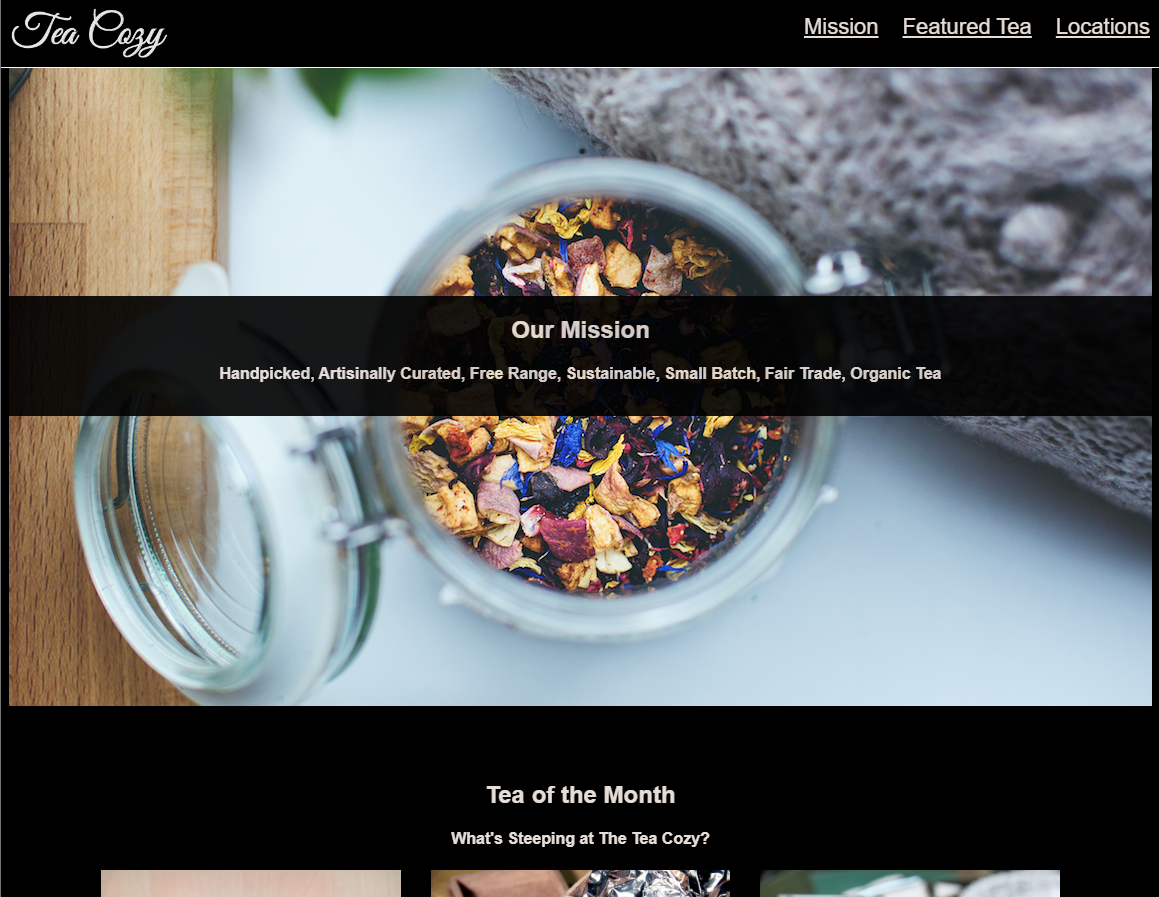 Tea Cozy
Mission Featured Tea Locations
Our Mission
Handpicked, Artisinally Curated, Free Range, Sustainable, Small Batch, Fair Trade, Organic Tea
Tea of the Month
What's Steeping at The Tea Cozy?